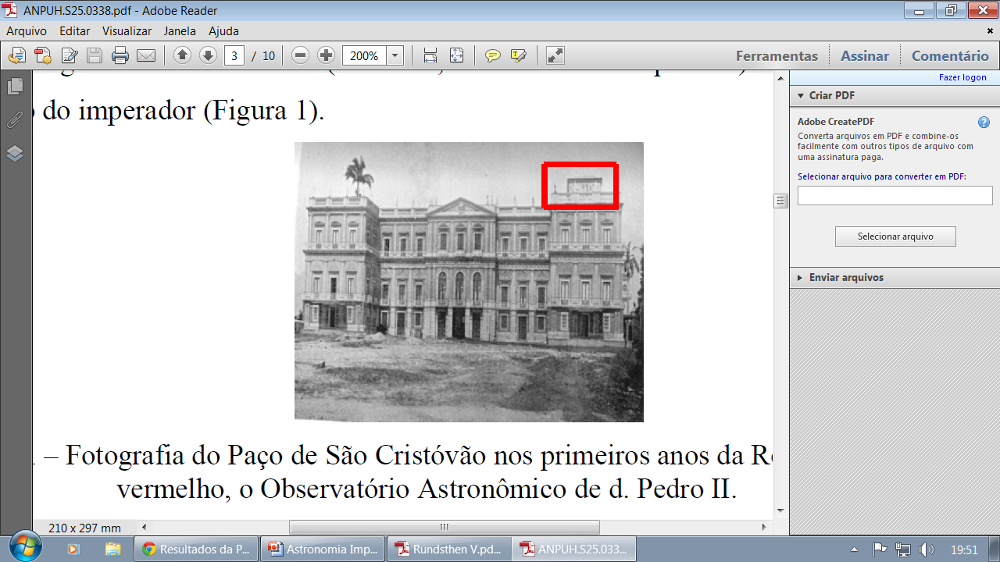 ANPUH.S25.0338.pdf - Adobe Reader
Arquivo Editar Visualizar Janela Ajuda
3 / 10 200% Ferramentas Assinar Comentário
Fazer logon
Criar PDF
Adobe CreatePDF
Converta arquivos em PDF e combine-os
facilmente com outros tipos de arquivo com
uma assinatura paga.
Selecionar arquivo para converter em PDF:
Selecionar arquivo
Enviar arquivos
do imperador (Figura 1).
– Fotografia do Paço de São Cristóvão nos primeiros anos da R
vermelho, o Observatório Astronômico de d. Pedro II.
210 x 297 mm
Resultados da P...
Astronomia Imp...
Rundsthen V.pd...
ANPUH.S25.033...
19:51